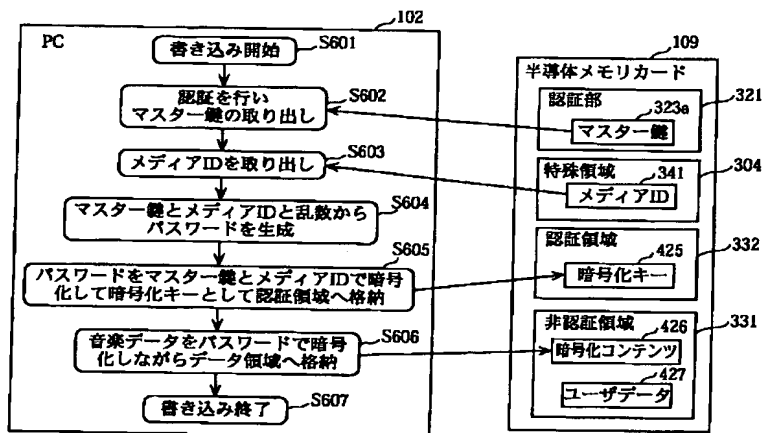 102
PC
書き込み開始
S601
認証を行い
マスター鍵の取り出し
S602
メディアIDを取り出し
S603
マスター鍵とメディアIDと乱数から
パスワードを生成
S604
パスワードをマスター鍵とメディアIDで暗号
化して暗号化キーとして認証領域へ格納
S605
音楽データをパスワードで暗号
化しながらデータ領域へ格納
S606
書き込み終了
S607
109
半導体メモリカード
認証部
321
323a
マスター鍵
特殊領域
304
341
メディアID
認証領域
332
425
暗号化キー
非認証領域
331
426
暗号化コンテンツ
427
ユーザデータ